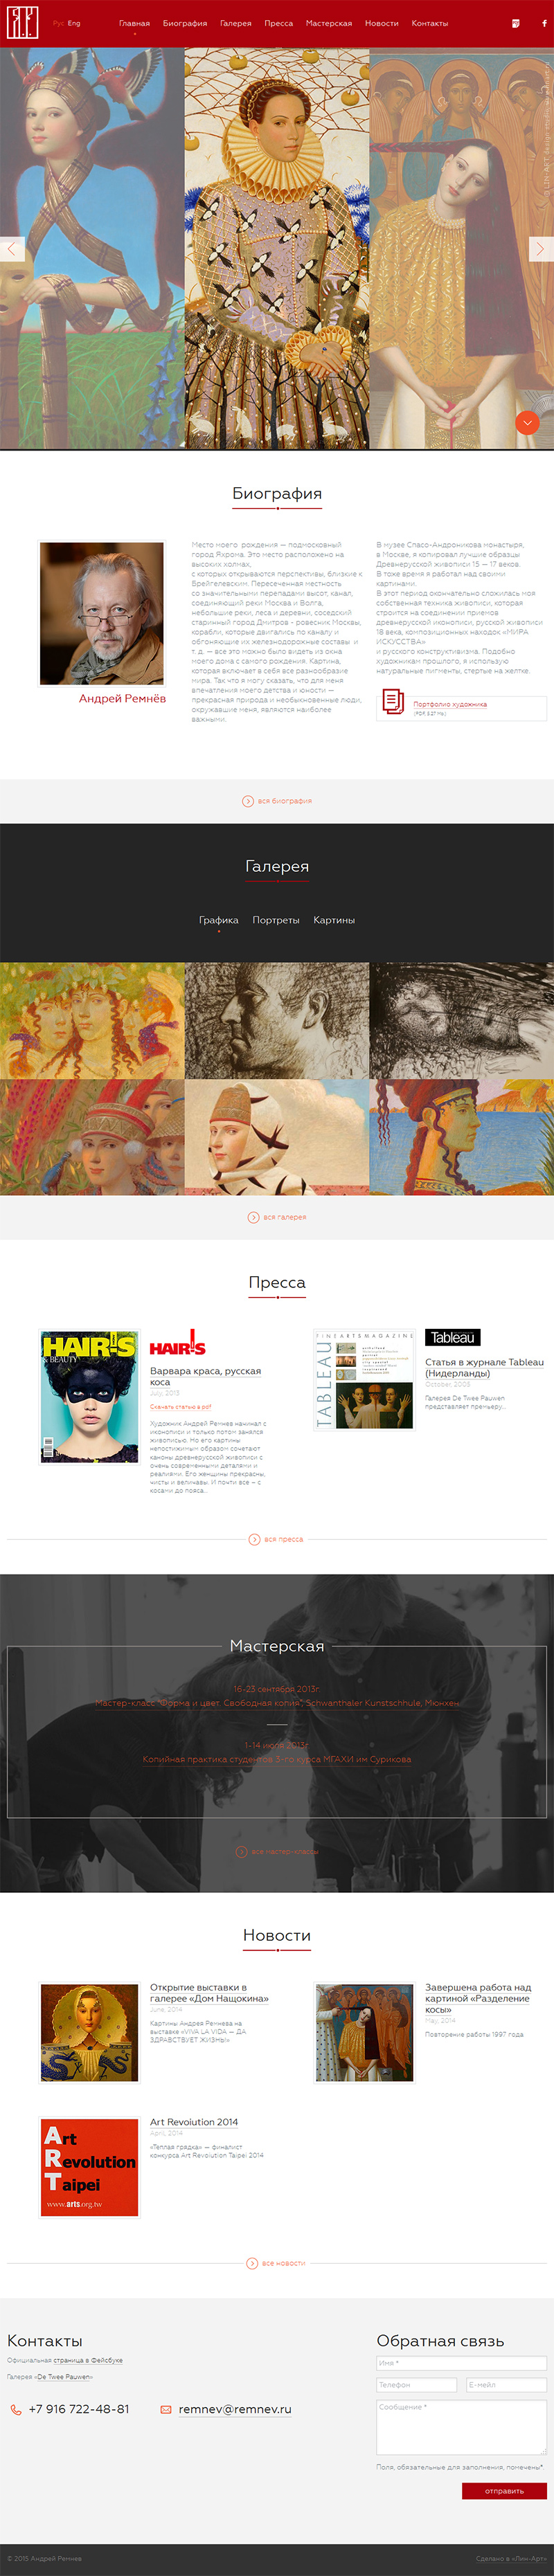 Рус Eng
Главная Биография Галерея Пресса Мастерская Новости Контакты
Биография
Место моего рождения — подмосковный
город Яхрома. Это место расположено на
высоких холмах,
с которых открываются перспективы, близкие к
Брейгелевским. Пересеченная местность
со значительными перепадами высот, канал,
соединяющий реки Москва и Волга,
небольшие реки, леса и деревни, соседский
старинный город Дмитров - ровесник Москвы,
корабли, которые двигались по каналу и
обгоняющие их железнодорожные составы и
т. д. — все это можно было видеть из окна
моего дома с самого рождения. Картина,
которая включает в себя все разнообразие
мира. Так что я могу сказать, что для меня
впечатления моего детства и юности —
прекрасная природа и необыкновенные люди,
окружавшие меня, являются наиболее
важными.
В музее Спасо-Андроникова монастыря,
в Москве, я копировал лучшие образцы
Древнерусской живописи 15 — 17 веков.
В тоже время я работал над своими
картинами.
В этот период окончательно сложилась моя
собственная техника живописи, которая
строится на соединении приемов
древнерусской иконописи, русской живописи
18 века, композиционных находок «МИРА
ИСКУССТВА»
и русского конструктивизма. Подобно
художникам прошлого, я использую
натуральные пигменты, стертые на желтке.
Андрей Ремнёв
Портфолио художника
вся биография
Галерея
Графика Портреты Картины
вся галерея
Пресса
HAIR'S
& BEAUTY
HAIR'S
Варвара краса, русская
коса
July, 2013
Скачать статью в pdf
Художник Андрей Ремнев начинал с
иконописи и только потом занялся
живописью. Но его картины
непостижимым образом сочетают
каноны древнерусской живописи с
очень современными деталями и
реалиями. Его женщины прекрасны,
чисты и величавы. И почти все – с
косами до пояса...
FINE ARTS MAGAZINE
TABLEAU
Tableau
Статья в журнале Tableau
(Нидерланды)
October, 2005
Галерея De Twee Pauwen
представляет премьеру...
вся пресса
Мастерская
16-23 сентября 2013г.
Мастер-класс "Форма и цвет. Свободная копия", Schwanthaler Kunstschhule, Мюнхен
1-14 июля 2013г.
Копийная практика студентов 3-го курса МГАХИ им Сурикова
все мастер-классы
Новости
Открытие выставки в
галерее «Дом Нащокина»
June, 2014
Картины Андрея Ремнева на
выставке «VIVA LA VIDA — ДА
ЗДРАВСТВУЕТ ЖИЗНЬ!»
Завершена работа над
картиной «Разделение
косы»
May, 2014
Повторение работы 1997 года
Art Revolution Taipei
www.arts.org.tw
Art Revoiution 2014
April, 2014
«Теплая градка» — финалист
конкурса Art Revolution Taipei 2014
все новости
Контакты
Официальная страница в Фейсбуке
Галерея «De Twee Pauwen»
+7 916 722-48-81
remnev@remnev.ru
Обратная связь
Имя *
Телефон
Е-мейл
Сообщение *
Поля, обязательные для заполнения, помечены*.
отправить
© 2015 Андрей Ремнев
Сделано в «Лин-Арт»